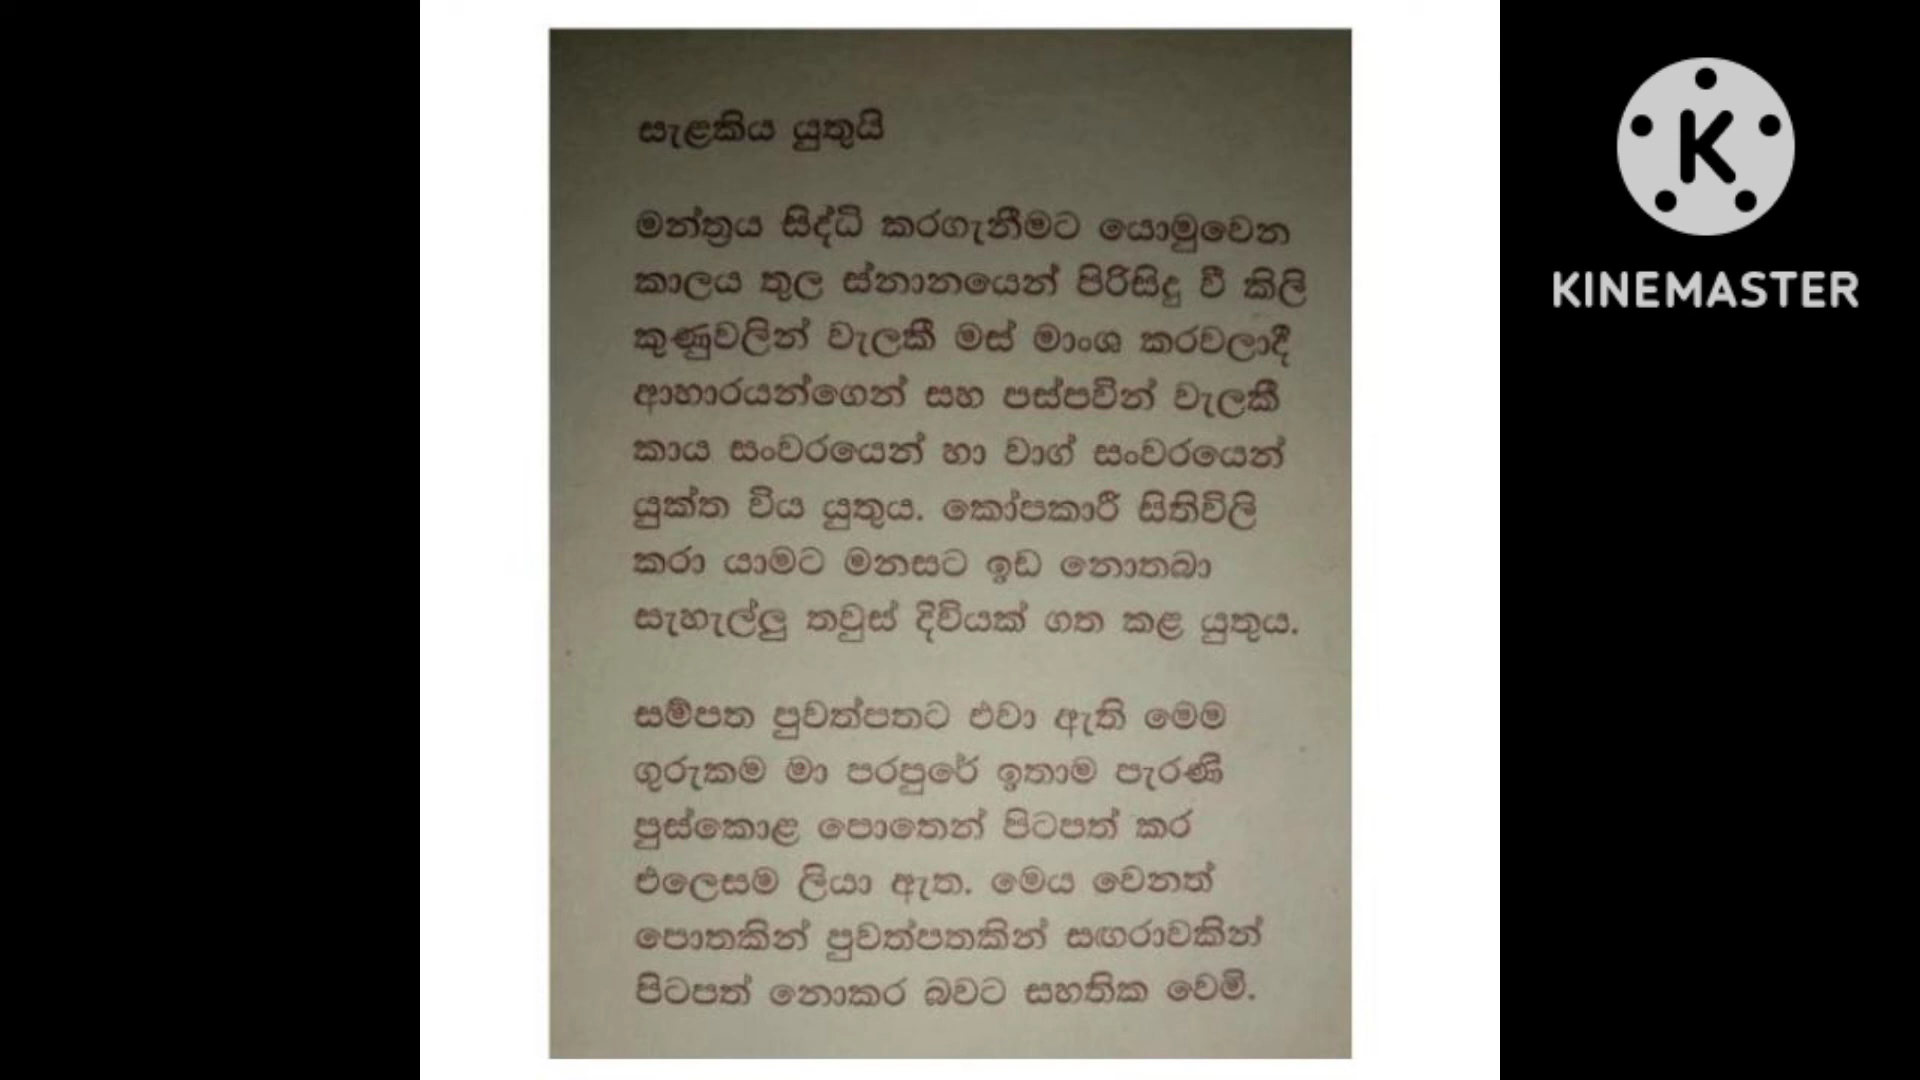 සැළකිය යුතුයි
මන්ත්‍රය සිද්ධි කරගැනීමට යොමුවෙන
කාලය තුල ස්නානයෙන් පිරිසිදු වී කිලි
කුණුවලින් වැලකී මස් මාංශ කරවලාදී
ආහාරයන්ගෙන් සහ පස්පවින් වැලකී
කාය සංවරයෙන් හා වාග් සංවරයෙන්
යුක්ත විය යුතුය. කෝපකාරී සිතිවිලි
කරා යාමට මනසට ඉඩ නොතබා
සැහැල්ලු තවුස් දිවියක් ගත කළ යුතුය.
සම්පත පුවත්පතට එවා ඇති මෙම
ගුරුකම මා පරපුරේ ඉතාම පැරණි
පුස්කොළ පොතෙන් පිටපත් කර
එලෙසම ලියා ඇත. මෙය වෙනත්
පොතකින් පුවත්පතකින් සඟරාවකින්
පිටපත් නොකර බවට සහතික වෙමි.
K
KINEMASTER